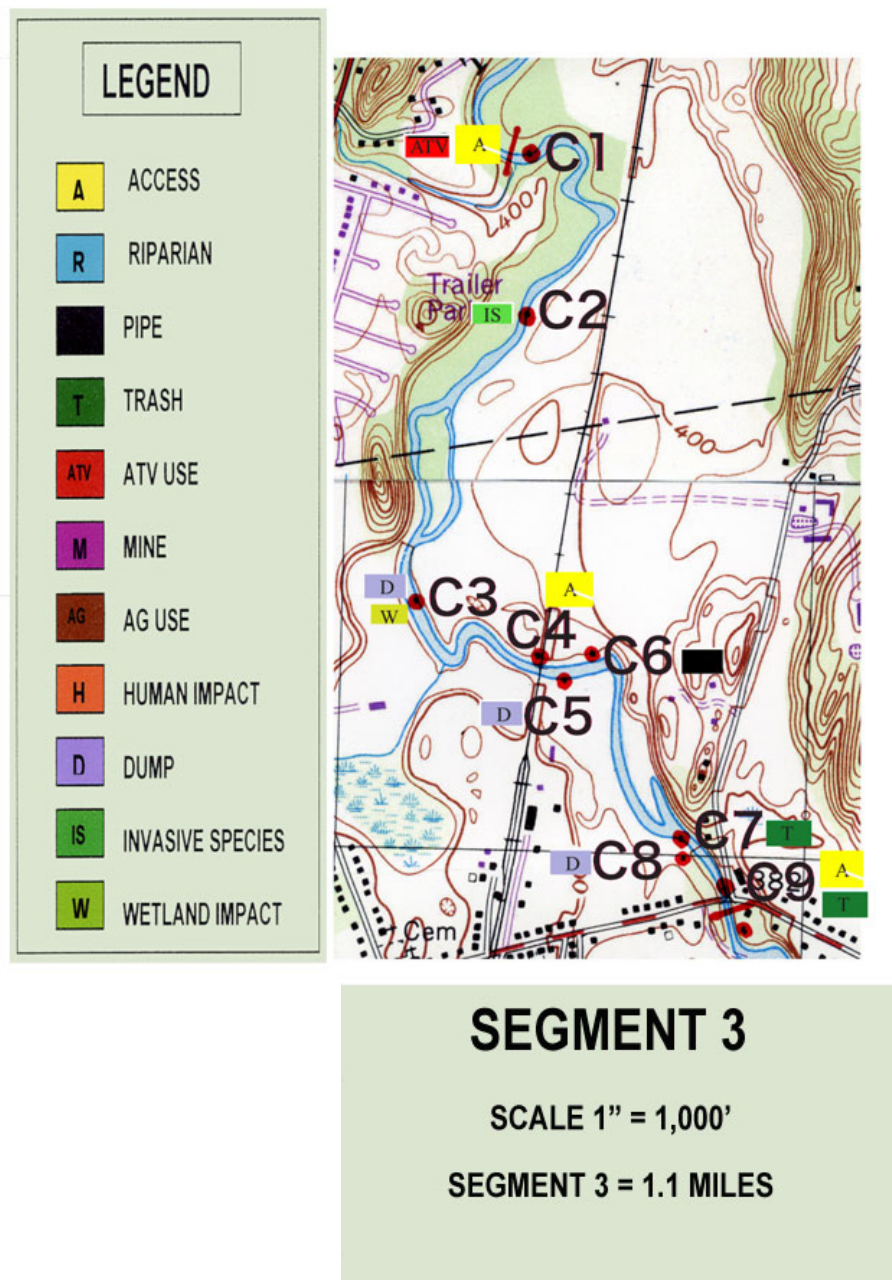 LEGEND
A ACCESS
R RIPARIAN
PIPE
T TRASH
ATV ATV USE
M MINE
AG AG USE
H HUMAN IMPACT
D DUMP
IS INVASIVE SPECIES
W WETLAND IMPACT
ATV A C1
400
Trailer
Par IS C2
400
D C3 A
W
C4
C6
D C5
C7 T
D C8 A
C9
T
Cem
SEGMENT 3
SCALE 1” = 1,000’
SEGMENT 3 = 1.1 MILES